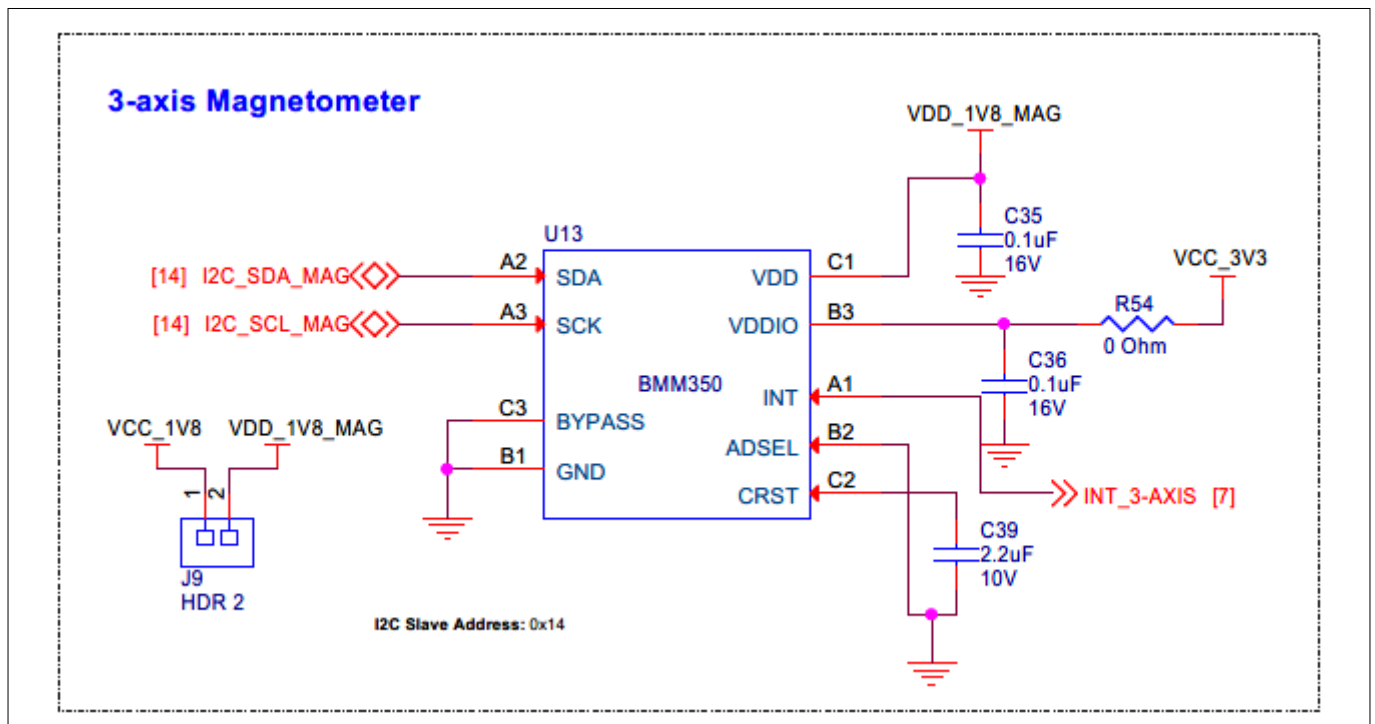 3-axis Magnetometer
VDD_1V8_MAG
C35
0.1uF
16V
VCC_3V3
R54
0 Ohm
U13
[14] I2C_SDA_MAG
A2
SDA
VDD
C1
[14] I2C_SCL_MAG
A3
SCK
VDDIO
B3
C36
0.1uF
16V
BMM350
INT
A1
C3
BYPASS
ADSEL
B2
B1
GND
CRST
C2
INT_3-AXIS [7]
VCC_1V8
VDD_1V8_MAG
1
2
J9
HDR 2
C39
2.2uF
10V
I2C Slave Address: 0x14